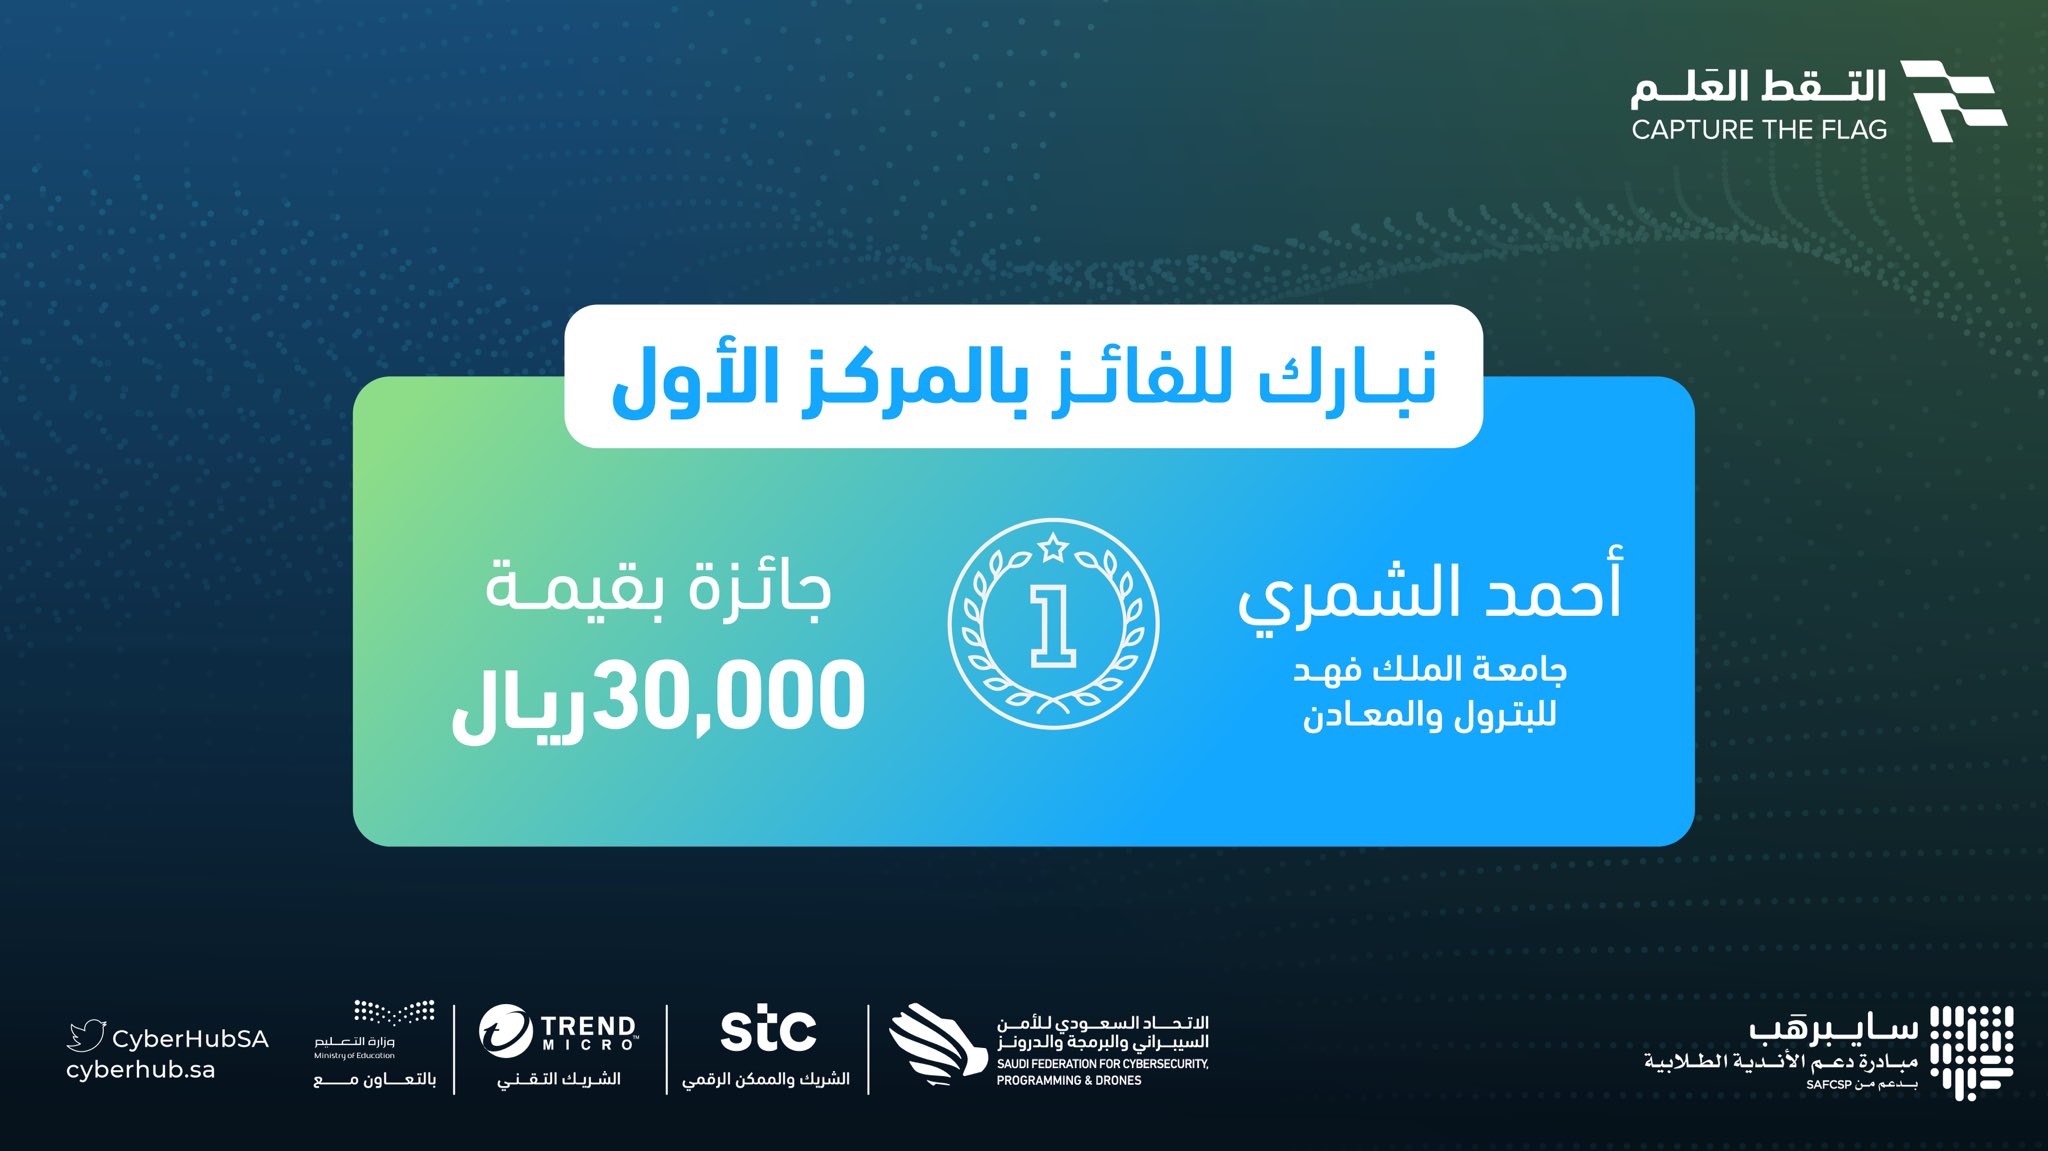 التقط العَلم
CAPTURE THE FLAG
نبارك للفائز بالمركز الأول
أحمد الشمري
جامعة الملك فهد
للبترول والمعادن
1
جائزة بقيمة
30,000ريال
سايبرهَب
مبادرة دعم الأندية الطلابية
بدعم من SAFCSP
الاتحاد السعودي للأمن
السيبراني والبرمجة والدرونز
SAUDI FEDERATION FOR CYBERSECURITY,
PROGRAMMING & DRONES
stc
الشريك والممكن الرقمي
TREND
MICRO™
الشريك التقني
وزارة التعليم
Ministry of Education
بالتعاون مع
CyberHubSA
cyberhub.sa